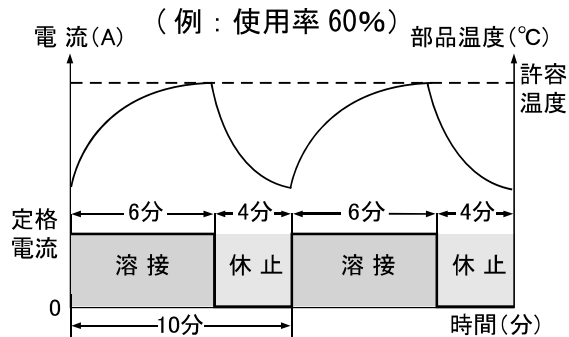 （例：使用率60％）
電流（A）
部品温度（℃）
許容
温度
6分 4分 6分 4分
定格
電流
溶接 休止 溶接 休止
0
10分
時間（分）